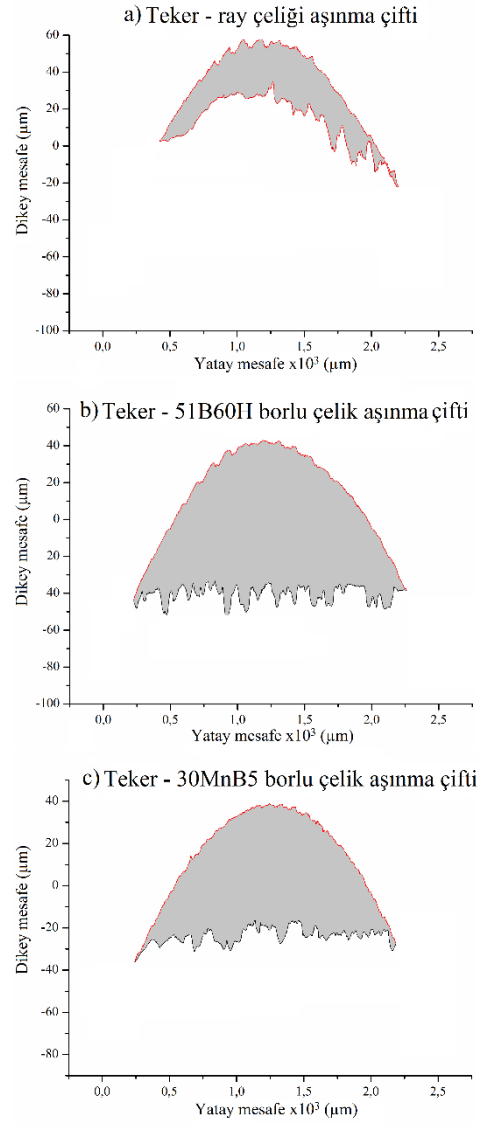 a) Teker - ray çeliği aşınma çifti
60
40
20
0
-20
-40
-60
-80
-100
Dikey mesafe (µm)
0,0 0,5 1,0 1,5 2,0 2,5
Yatay mesafe x10³ (µm)
b) Teker - 51B60H borlu çelik aşınma çifti
60
40
20
0
-20
-40
-60
-80
-100
Dikey mesafe (µm)
0,0 0,5 1,0 1,5 2,0 2,5
Yatay mesafe x10³ (µm)
c) Teker - 30MnB5 borlu çelik aşınma çifti
40
20
0
-20
-40
-60
-80
Dikey mesafe (µm)
0,0 0,5 1,0 1,5 2,0 2,5
Yatay mesafe x10³ (µm)